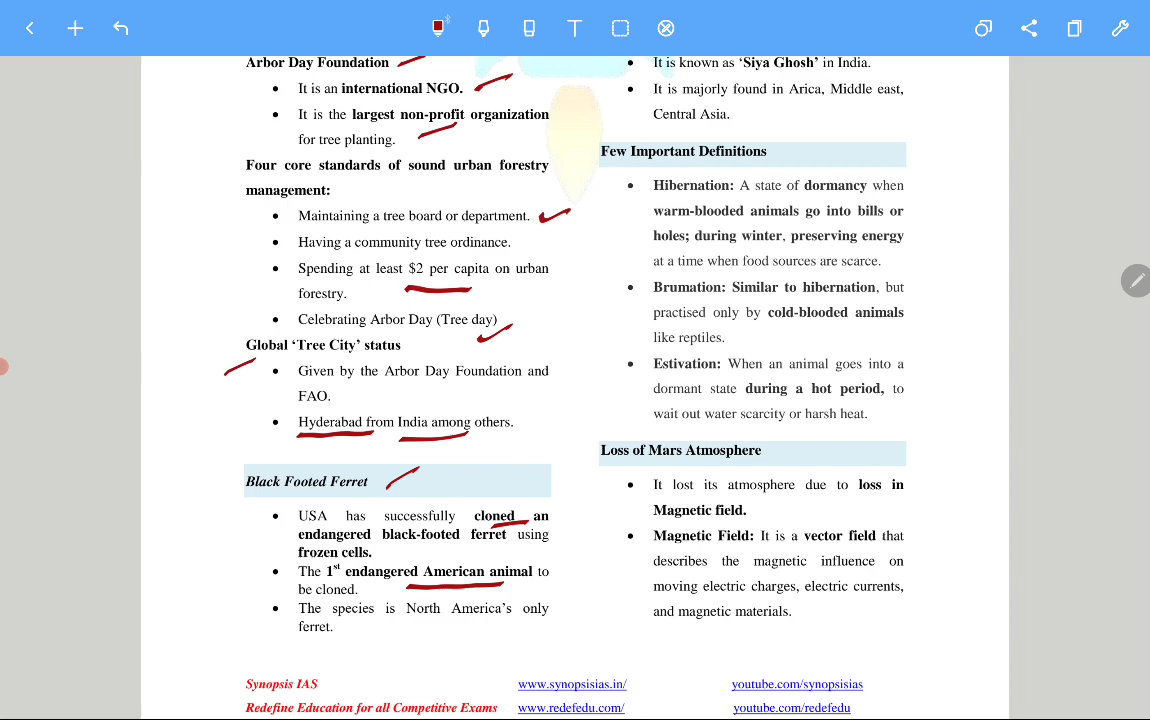 Arbor Day Foundation
• It is an international NGO.
• It is the largest non-profit organization
for tree planting.
Four core standards of sound urban forestry
management:
• Maintaining a tree board or department.
• Having a community tree ordinance.
• Spending at least $2 per capita on urban
forestry.
• Celebrating Arbor Day (Tree day)
Global ‘Tree City’ status
• Given by the Arbor Day Foundation and
FAO.
• Hyderabad from India among others.
Black Footed Ferret
• USA has successfully cloned an
endangered black-footed ferret using
frozen cells.
• The 1st endangered American animal to
be cloned.
• The species is North America’s only
ferret.
• It is known as ‘Siya Ghosh’ in India.
• It is majorly found in Arica, Middle east,
Central Asia.
Few Important Definitions
• Hibernation: A state of dormancy when
warm-blooded animals go into bills or
holes; during winter, preserving energy
at a time when food sources are scarce.
• Brumation: Similar to hibernation, but
practised only by cold-blooded animals
like reptiles.
• Estivation: When an animal goes into a
dormant state during a hot period, to
wait out water scarcity or harsh heat.
Loss of Mars Atmosphere
• It lost its atmosphere due to loss in
Magnetic field.
• Magnetic Field: It is a vector field that
describes the magnetic influence on
moving electric charges, electric currents,
and magnetic materials.
Synopsis IAS www.synopsisias.in/ youtube.com/synopsisias
Redefine Education for all Competitive Exams www.redefedu.com/ youtube.com/redefedu